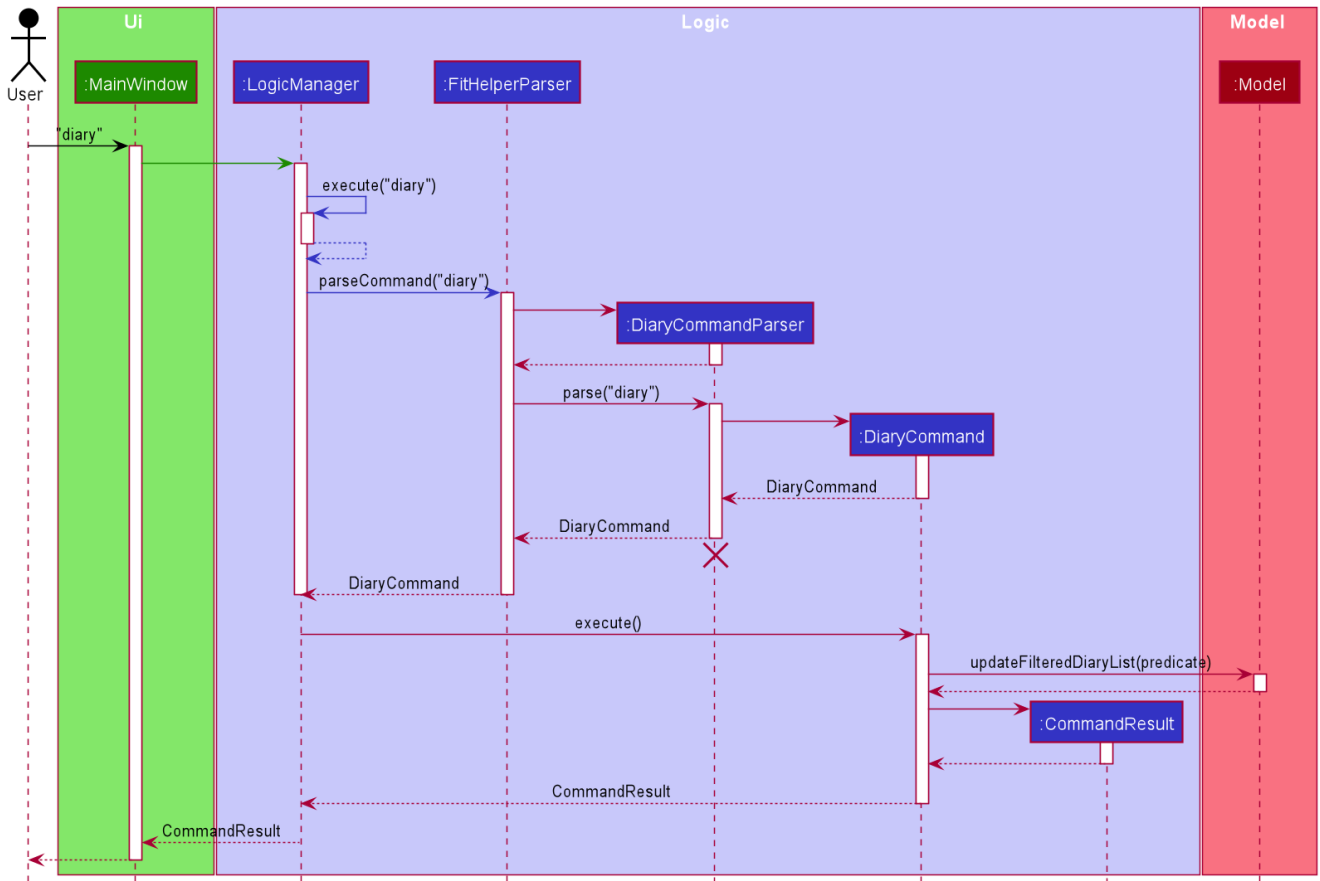 Ui
Logic
Model
:MainWindow
:LogicManager
:FitHelperParser
:Model
User
"diary"
execute("diary")
parseCommand("diary")
:DiaryCommandParser
parse("diary")
:DiaryCommand
DiaryCommand
DiaryCommand
DiaryCommand
execute()
updateFilteredDiaryList(predicate)
:CommandResult
CommandResult
CommandResult